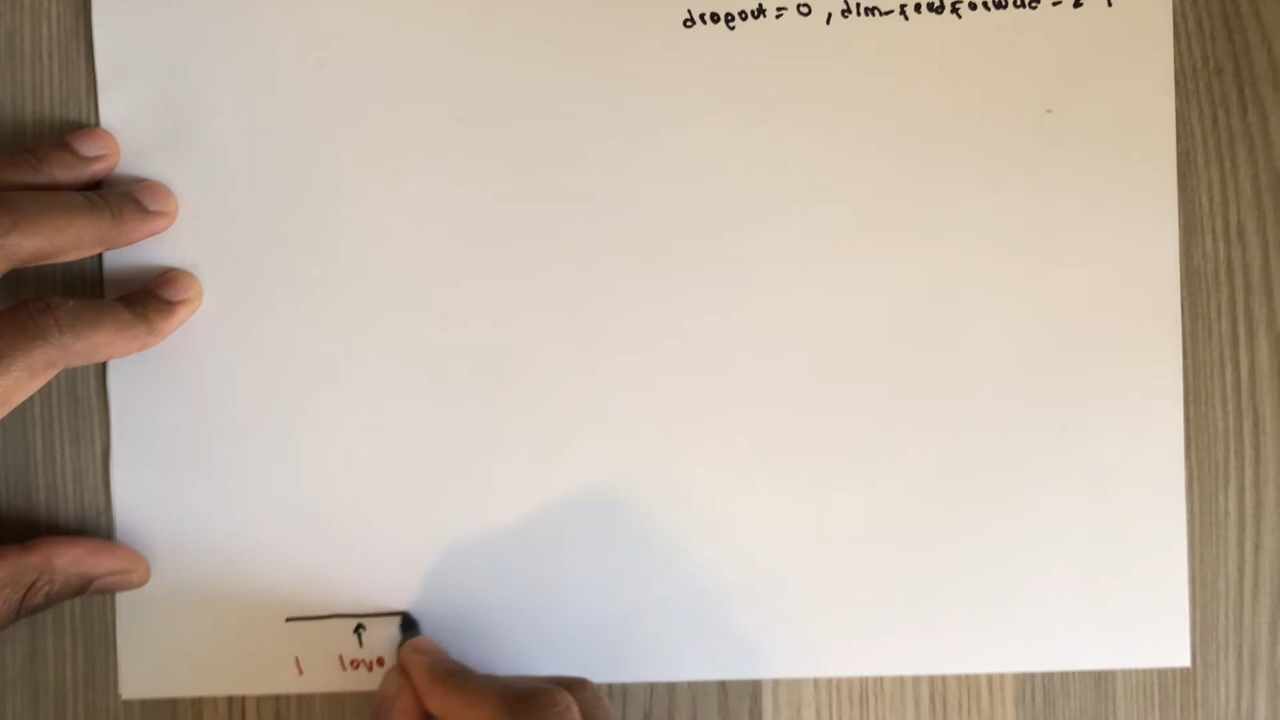 dropout = 0, dim-feedforward =
I love